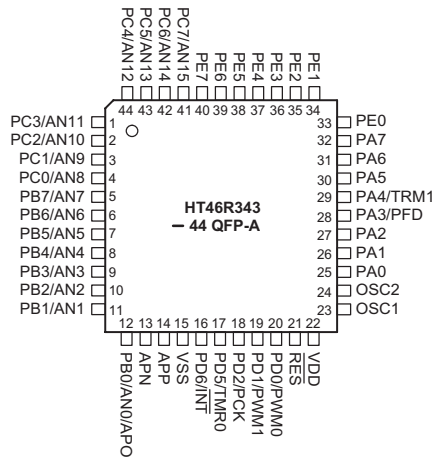 PC4/AN12
PC5/AN13
PC6/AN14
PC7/AN15
PE7
PE6
PE5
PE4
PE3
PE2
PE1
44 43 42 41 40 39 38 37 36 35 34
PC3/AN11 1
PC2/AN10 2
PC1/AN9 3
PC0/AN8 4
PB7/AN7 5
PB6/AN6 6
PB5/AN5 7
PB4/AN4 8
PB3/AN3 9
PB2/AN2 10
PB1/AN1 11
HT46R343
– 44 QFP-A
33 PE0
32 PA7
31 PA6
30 PA5
29 PA4/TRM1
28 PA3/PFD
27 PA2
26 PA1
25 PA0
24 OSC2
23 OSC1
12 13 14 15 16 17 18 19 20 21 22
PB0/AN0/APO
APN
APP
VSS
PD6/INT
PD5/TMR0
PD2/PCK
PD1/PWM1
PD0/PWM0
RES
VDD